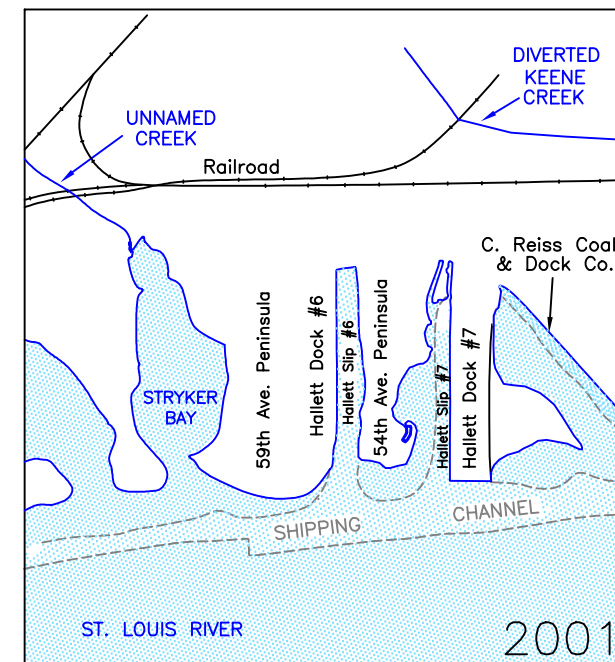 DIVERTED
KEENE
CREEK
UNNAMED
CREEK
Railroad
C. Reiss Coal
& Dock Co.
STRYKER
BAY
59th Ave. Peninsula
Hallett Dock #6
Hallett Slip #6
54th Ave. Peninsula
Hallett Slip #7
Hallett Dock #7
SHIPPING
CHANNEL
ST. LOUIS RIVER
2001